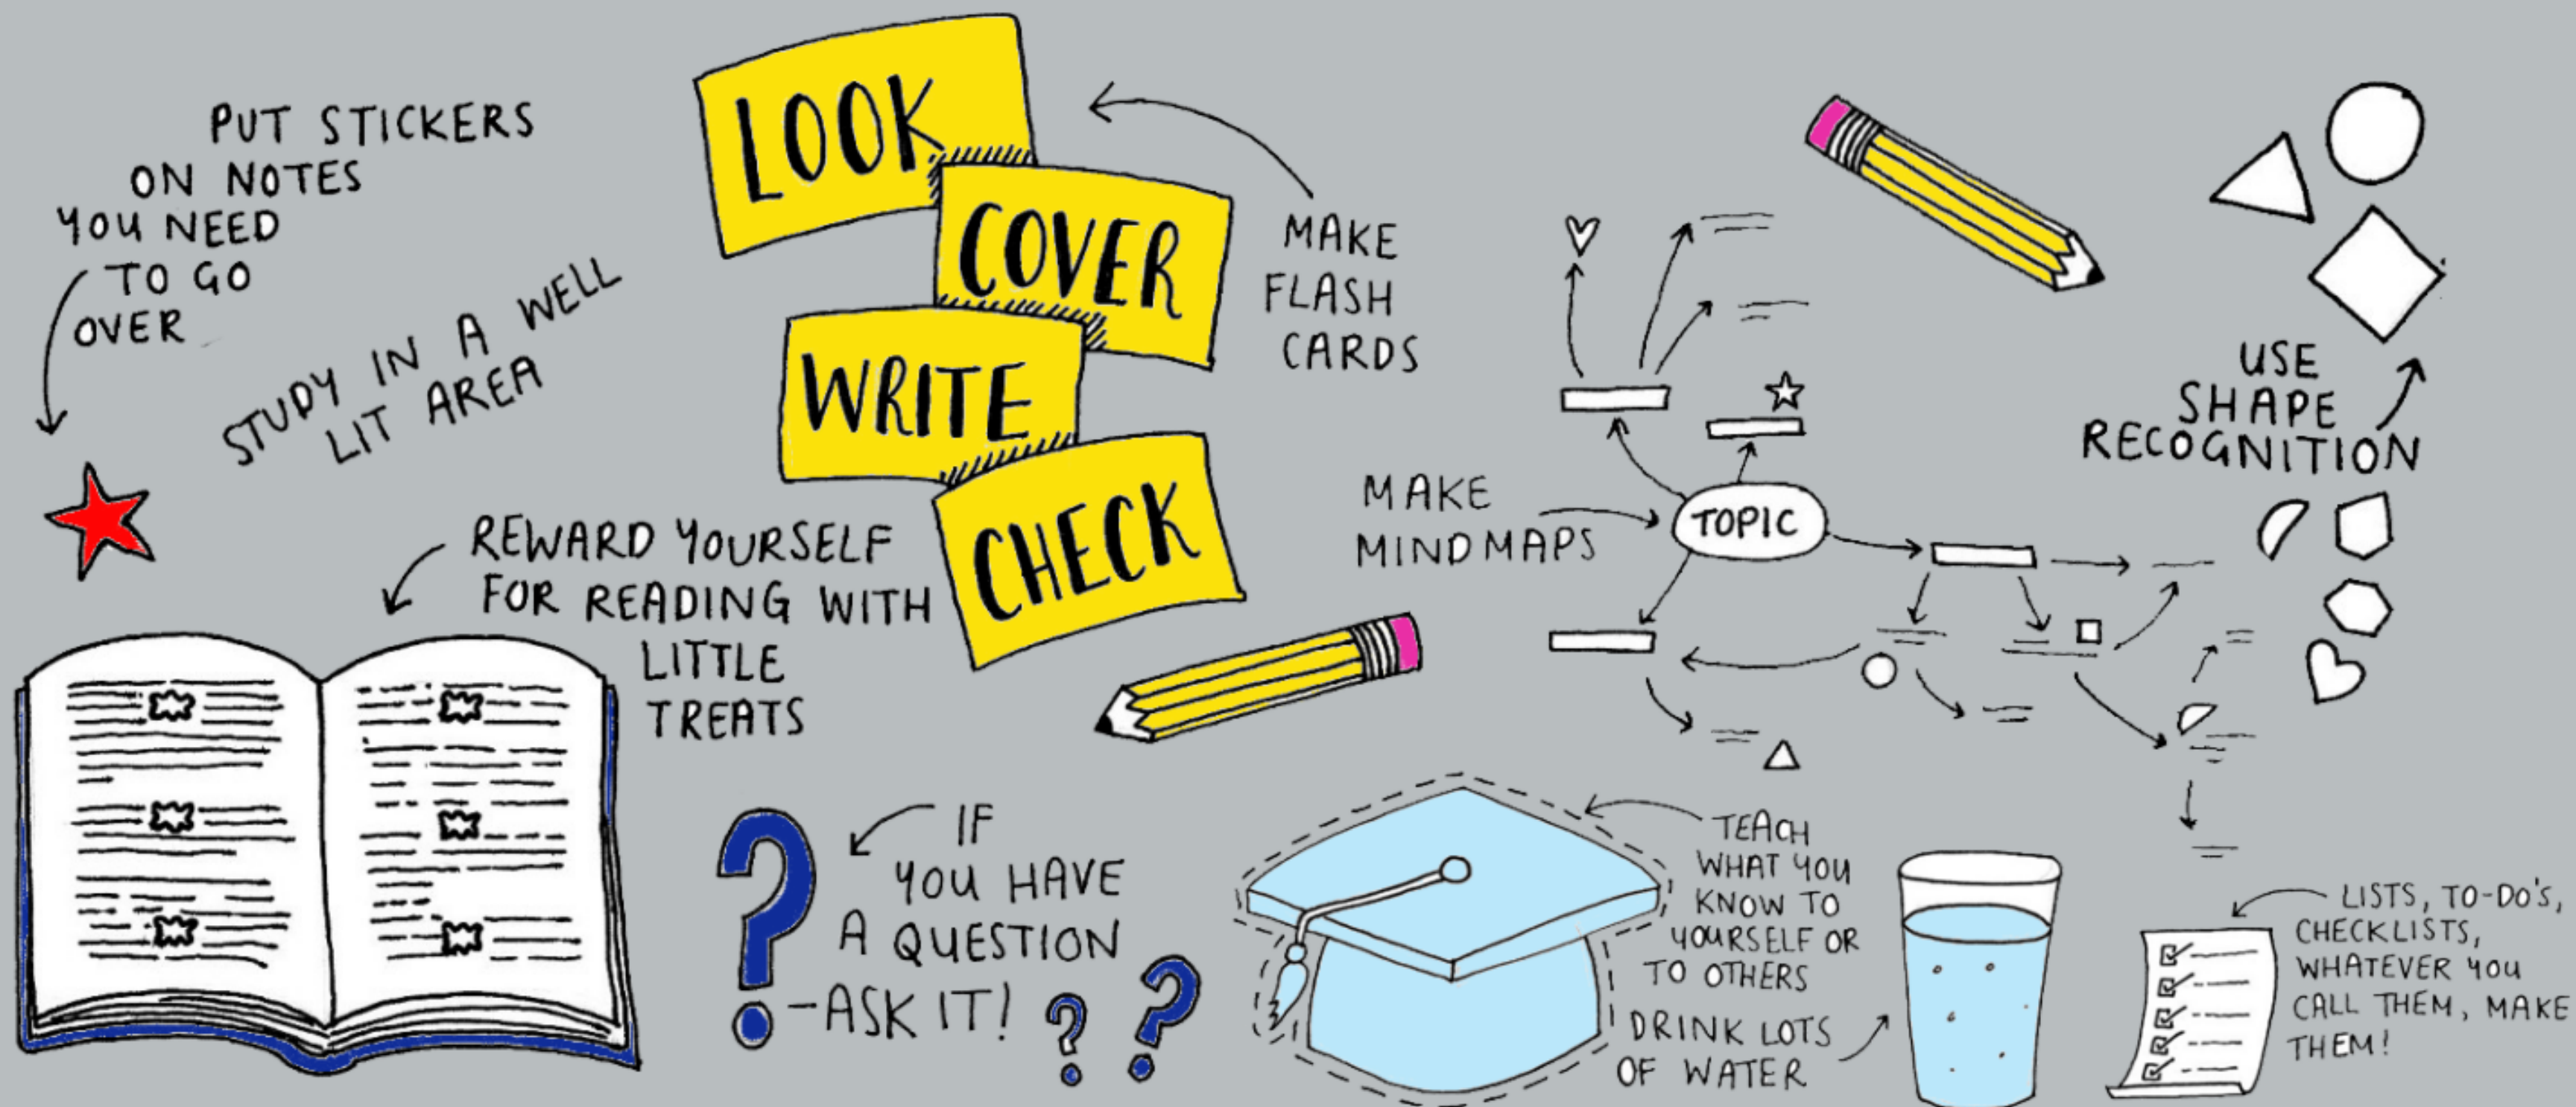 PUT STICKERS
ON NOTES
YOU NEED
TO GO
OVER
STUDY IN A WELL
LIT AREA
REWARD YOURSELF
FOR READING WITH
LITTLE
TREATS
LOOK
COVER
WRITE
CHECK
MAKE
FLASH
CARDS
MAKE
MINDMAPS
TOPIC
USE
SHAPE
RECOGNITION
IF
YOU HAVE
A QUESTION
-ASK IT!
? ? ?
TEACH
WHAT YOU
KNOW TO
YOURSELF OR
TO OTHERS
DRINK LOTS
OF WATER
LISTS, TO-DO'S,
CHECKLISTS,
WHATEVER YOU
CALL THEM, MAKE
THEM!